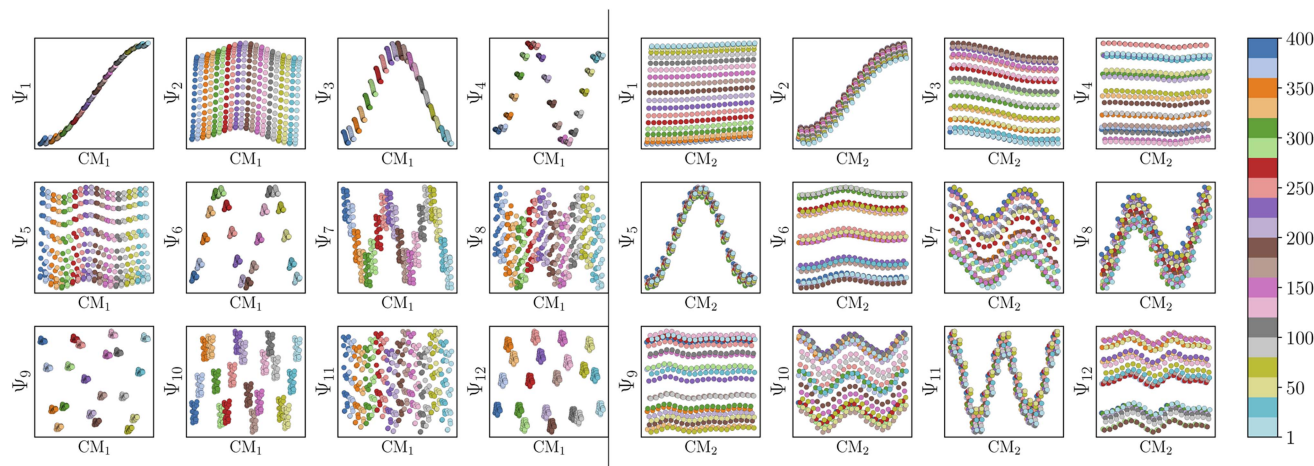 Ψ₁ Ψ₂ Ψ₃ Ψ₄ Ψ₁ Ψ₂ Ψ₃ Ψ₄
CM₁ CM₁ CM₁ CM₁ CM₂ CM₂ CM₂ CM₂
Ψ₅ Ψ₆ Ψ₇ Ψ₈ Ψ₅ Ψ₆ Ψ₇ Ψ₈
CM₁ CM₁ CM₁ CM₁ CM₂ CM₂ CM₂ CM₂
Ψ₉ Ψ₁₀ Ψ₁₁ Ψ₁₂ Ψ₉ Ψ₁₀ Ψ₁₁ Ψ₁₂
CM₁ CM₁ CM₁ CM₁ CM₂ CM₂ CM₂ CM₂
400
350
300
250
200
150
100
50
1